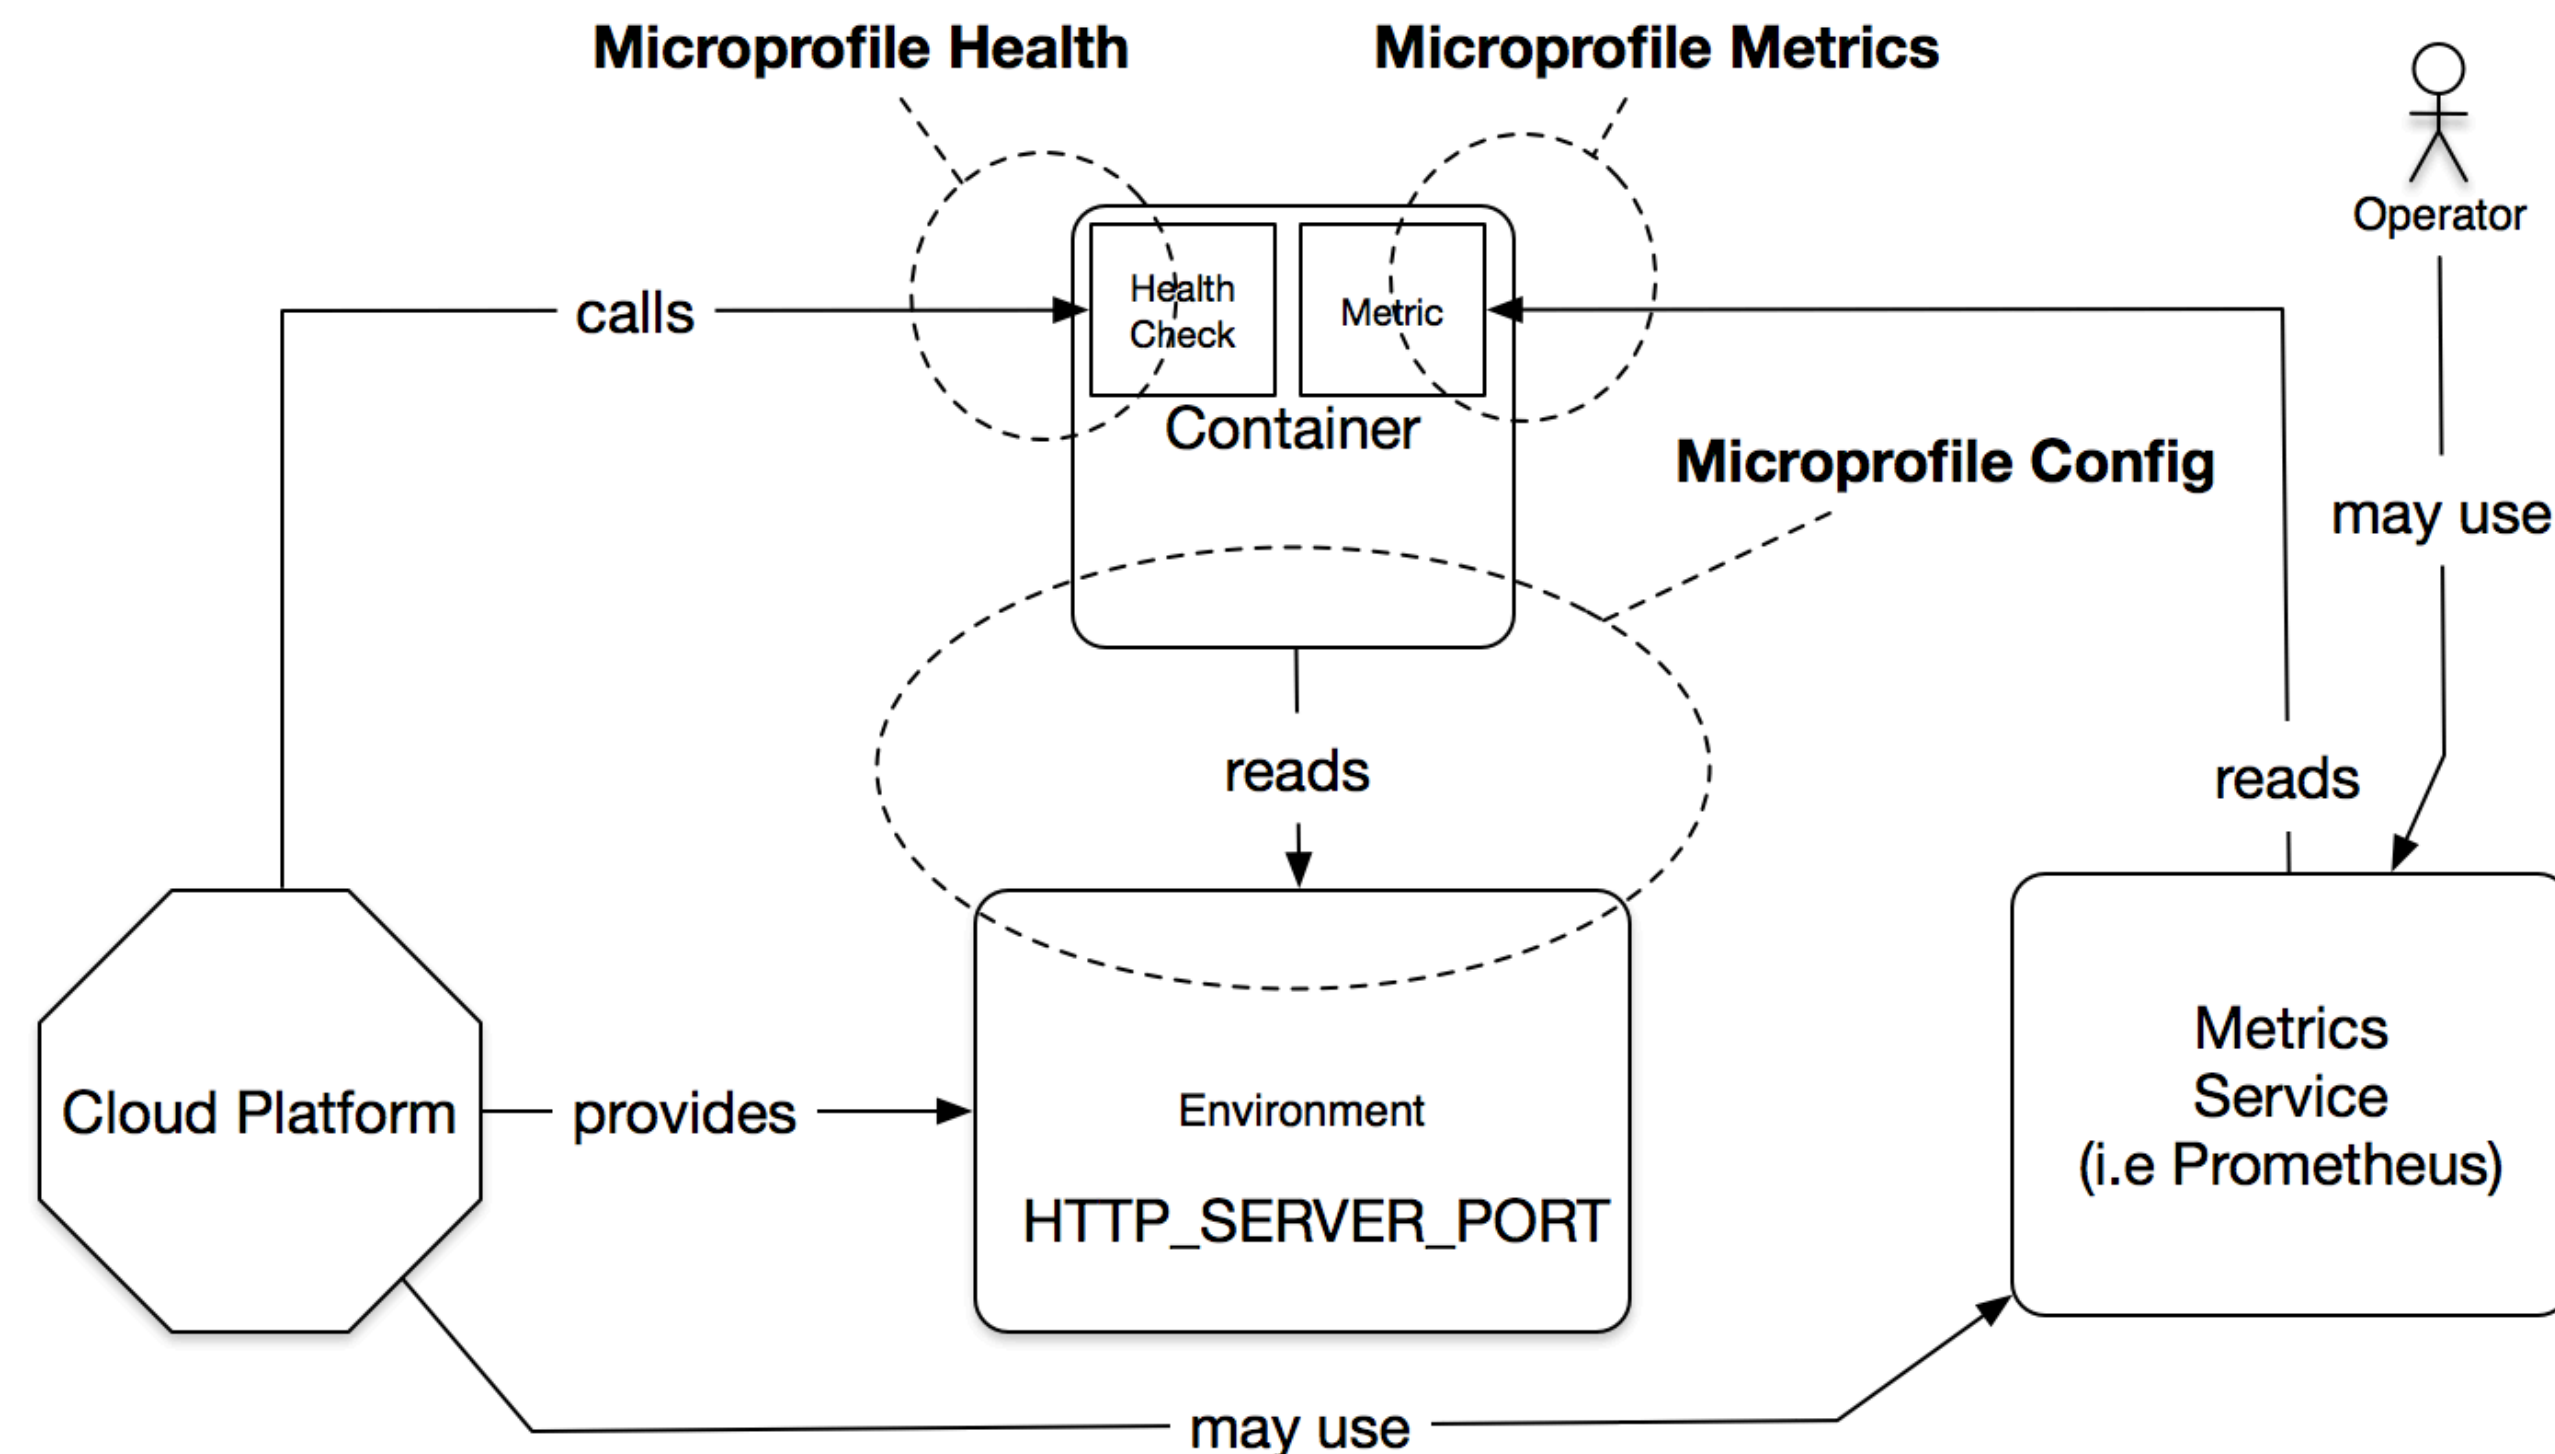 Microprofile Health
Microprofile Metrics
Operator
calls
Health
Check
Metric
Container
Microprofile Config
may use
reads
reads
Cloud Platform
provides
Environment
HTTP_SERVER_PORT
Metrics
Service
(i.e Prometheus)
may use